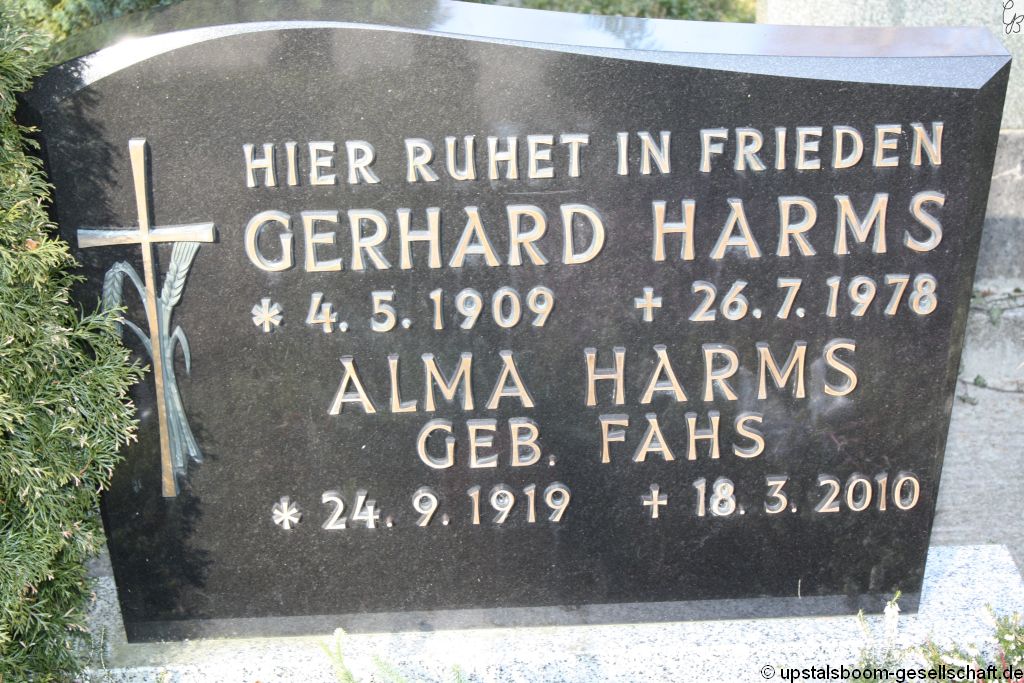 HIER RUHET IN FRIEDEN
GERHARD HARMS
* 4. 5. 1909 + 26. 7. 1978
ALMA HARMS
GEB. FAHS
* 24. 9. 1919 + 18. 3. 2010
© upstalsboom-gesellschaft.de